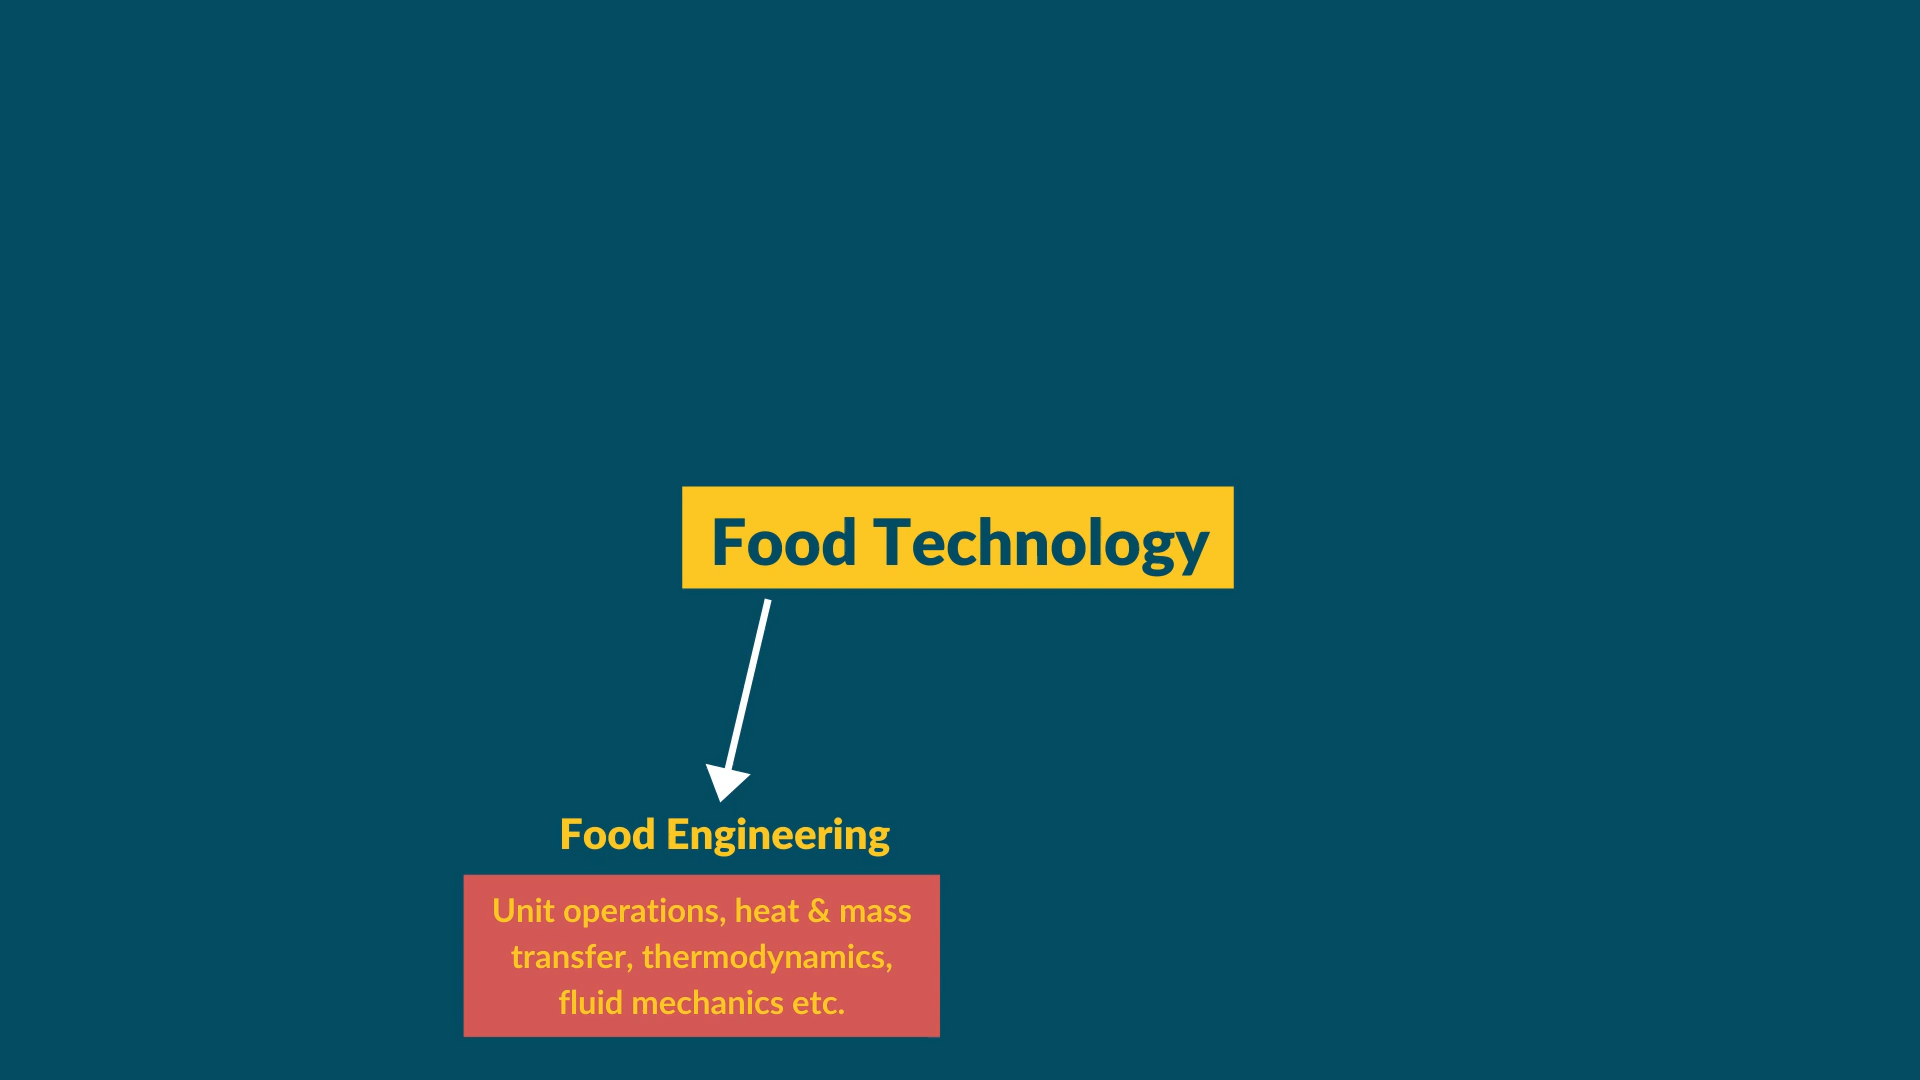 Food Technology
Food Engineering
Unit operations, heat & mass
transfer, thermodynamics,
fluid mechanics etc.